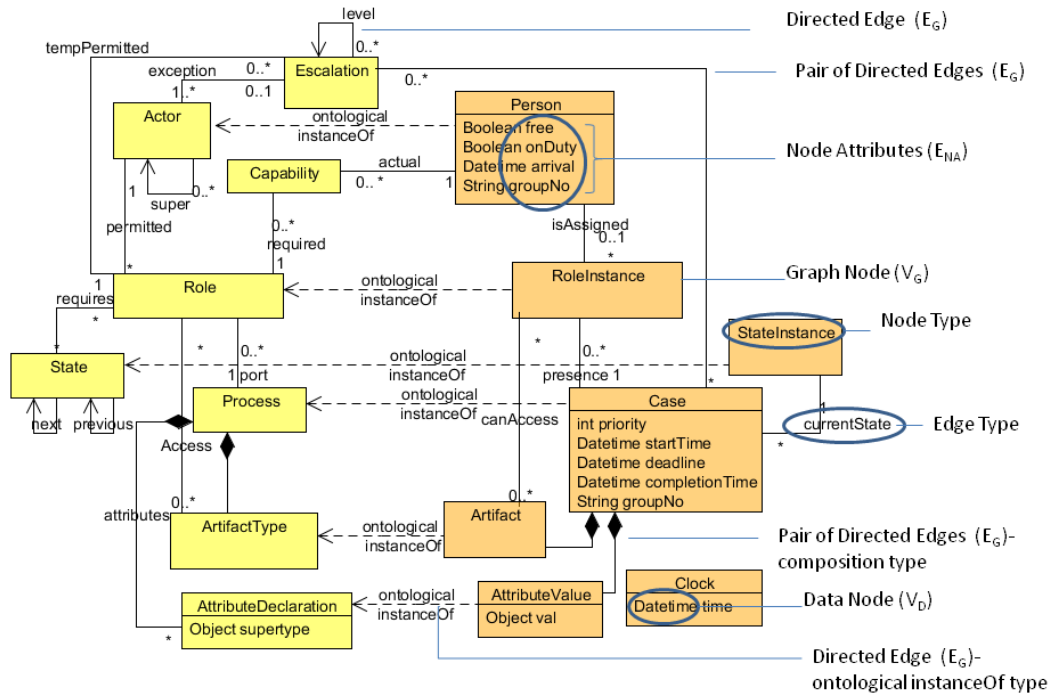 level
Directed Edge (EG)
tempPermitted
0..*
exception
0..*
Escalation
0..*
Pair of Directed Edges (EG)
1..*
0..1
Actor
ontological
instanceOf
Person
Boolean free
Boolean onDuty
Datetime arrival
String groupNo
Node Attributes (ENA)
Capability
actual
0..*
1
1
super
0..*
permitted
0..*
required
isAssigned
0..1
*
1
*
1
Role
ontological
instanceOf
RoleInstance
Graph Node (VG)
requires
*
Node Type
StateInstance
*
State
*
0..*
ontological
instanceOf
*
0..*
next
previous
1
port
Process
ontological
instanceOf
presence
1
*
Case
int priority
Datetime startTime
Datetime deadline
Datetime completionTime
String groupNo
1
currentState
*
Edge Type
Access
canAccess
attributes
0..*
ArtifactType
ontological
instanceOf
0..*
Artifact
Pair of Directed Edges (EG)-
composition type
AttributeDeclaration
Object supertype
*
ontological
instanceOf
AttributeValue
Object val
Clock
Datetime time
Data Node (VD)
Directed Edge (EG)-
ontological instanceOf type